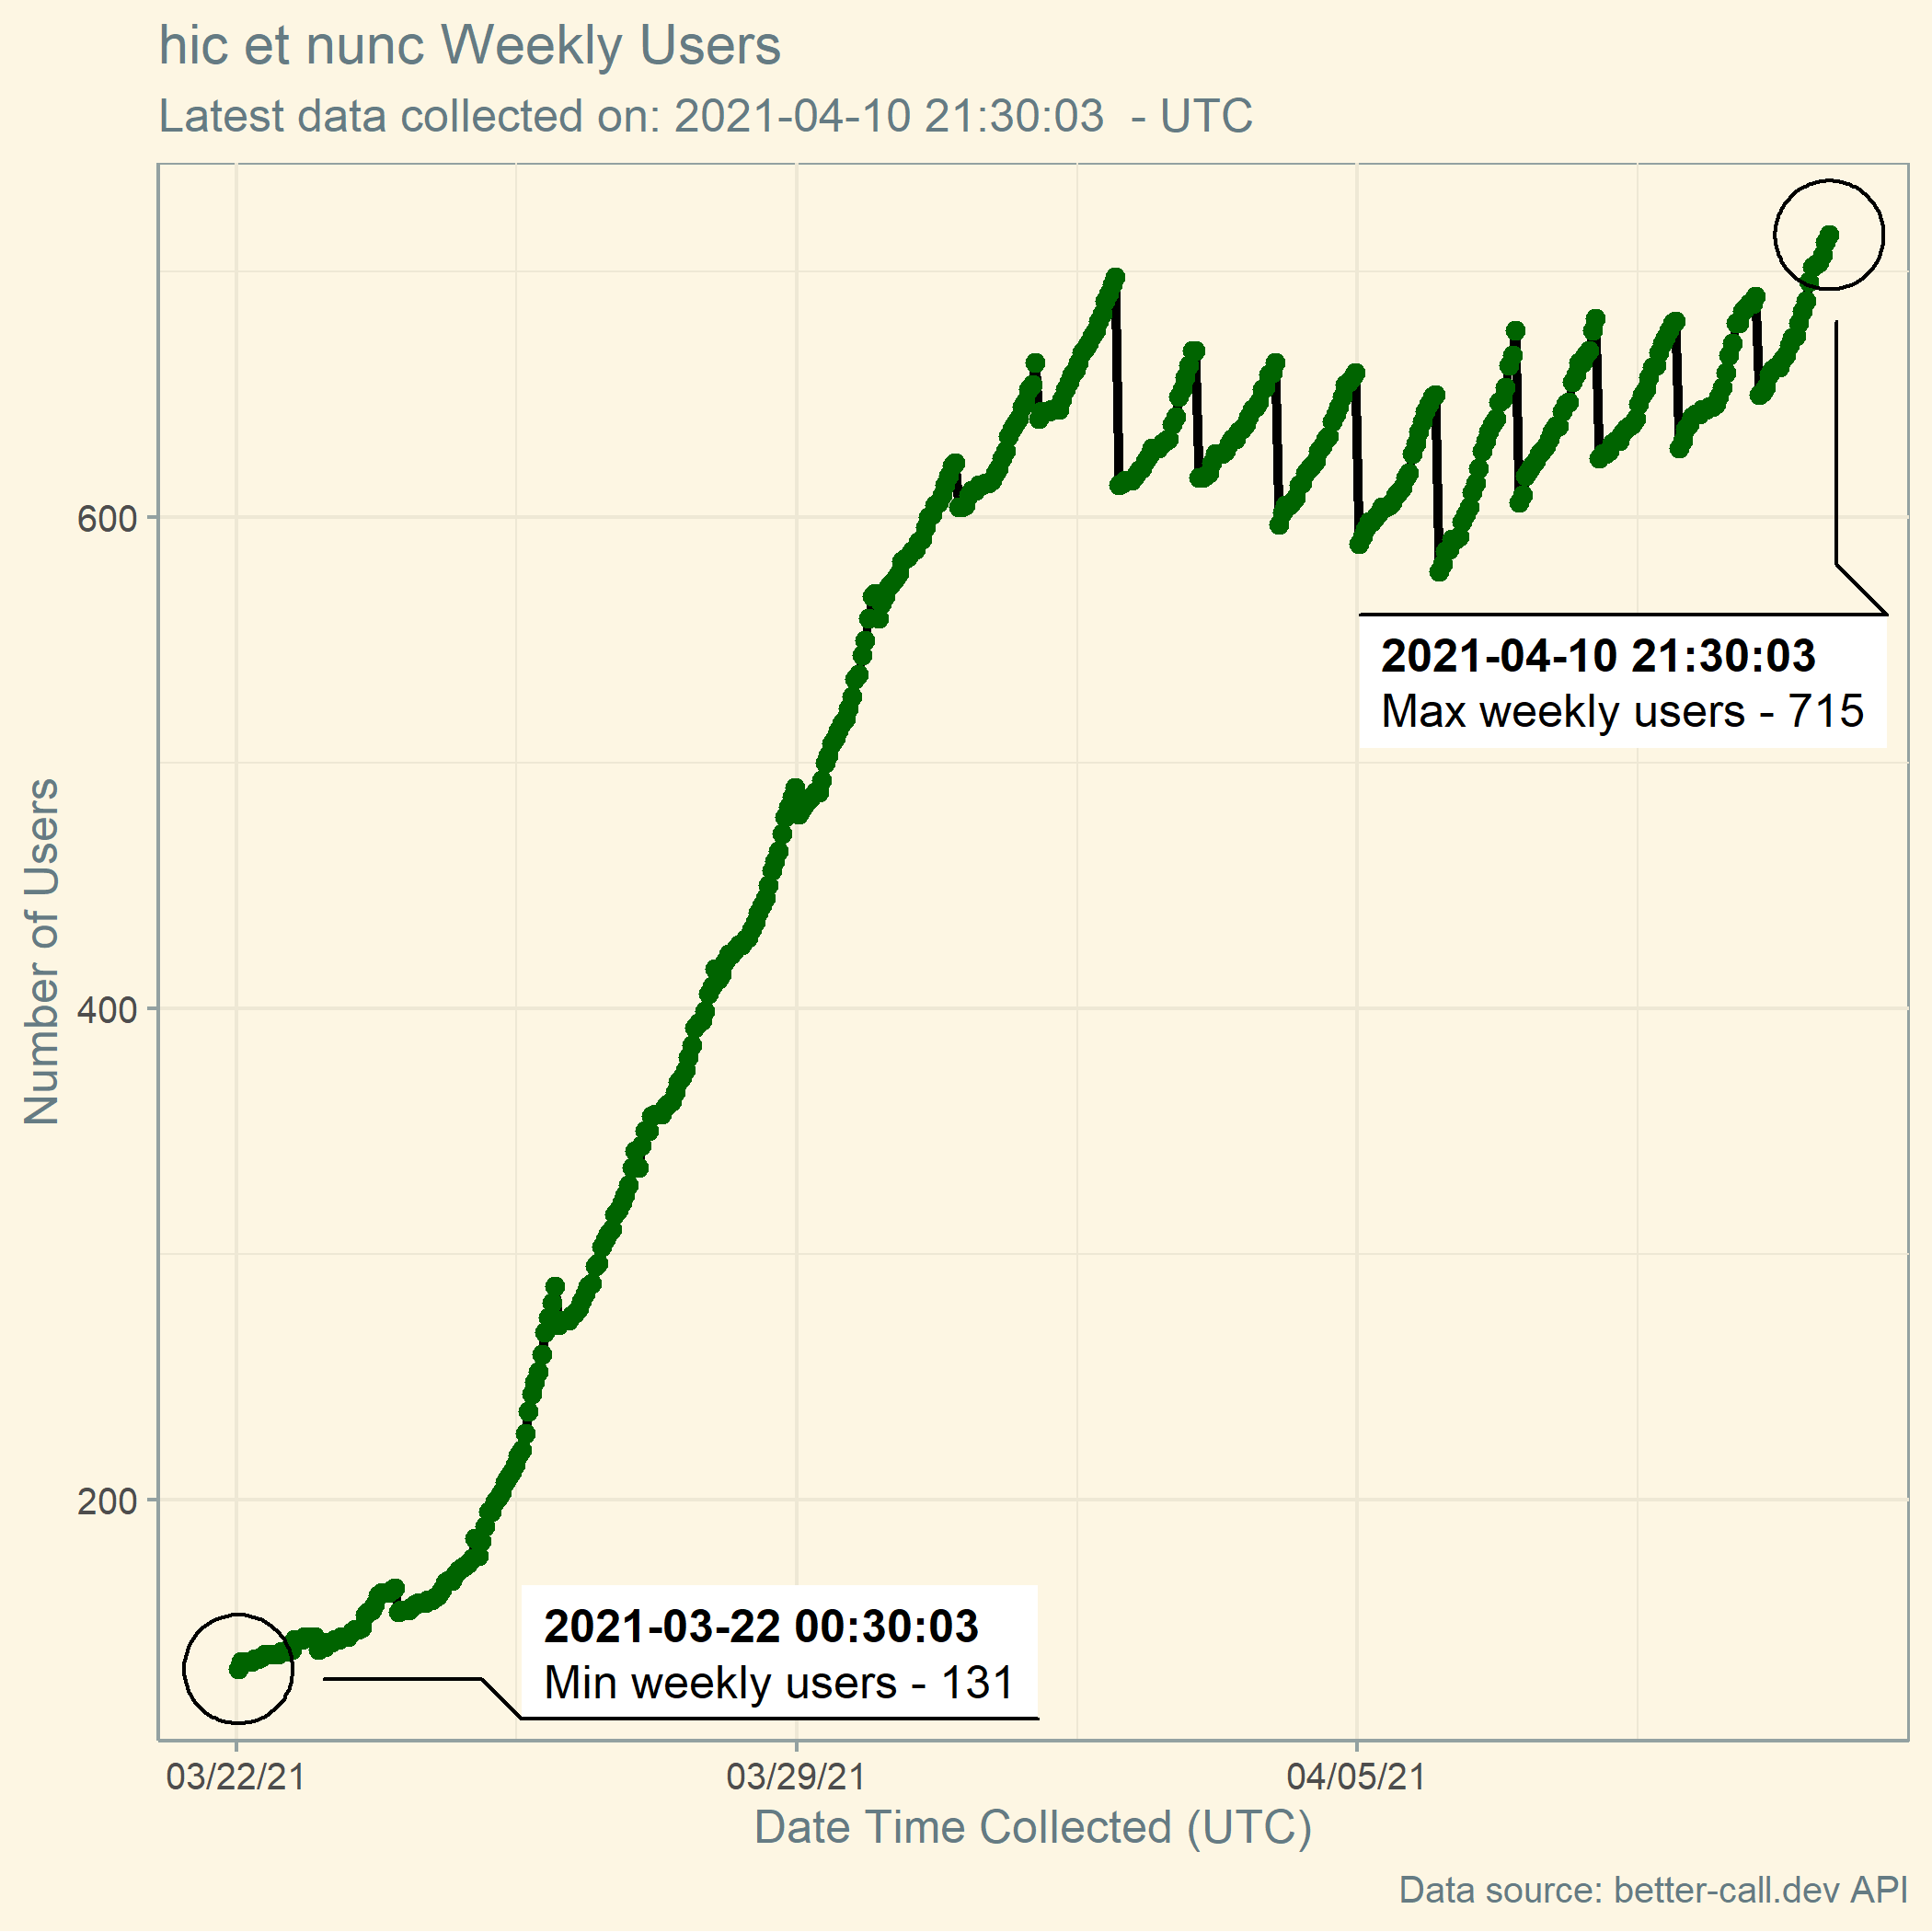 hic et nunc Weekly Users
Latest data collected on: 2021-04-10 21:30:03  - UTC
Number of Users
600
400
200
2021-04-10 21:30:03
Max weekly users - 715
2021-03-22 00:30:03
Min weekly users - 131
03/22/21
03/29/21
04/05/21
Date Time Collected (UTC)
Data source: better-call.dev API